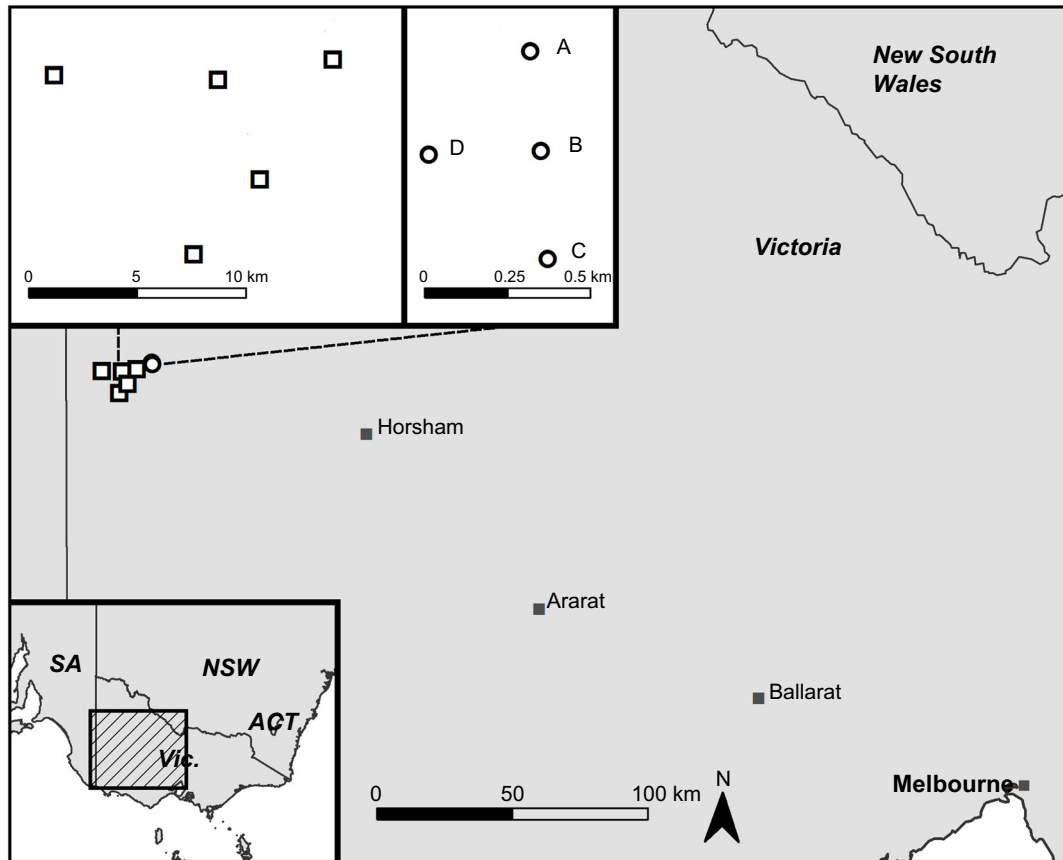 A
New South
Wales
D
B
Victoria
C
0
5
10 km
0
0.25
0.5 km
Horsham
Ararat
SA
NSW
ACT
Vic.
Ballarat
N
Melbourne
0
50
100 km